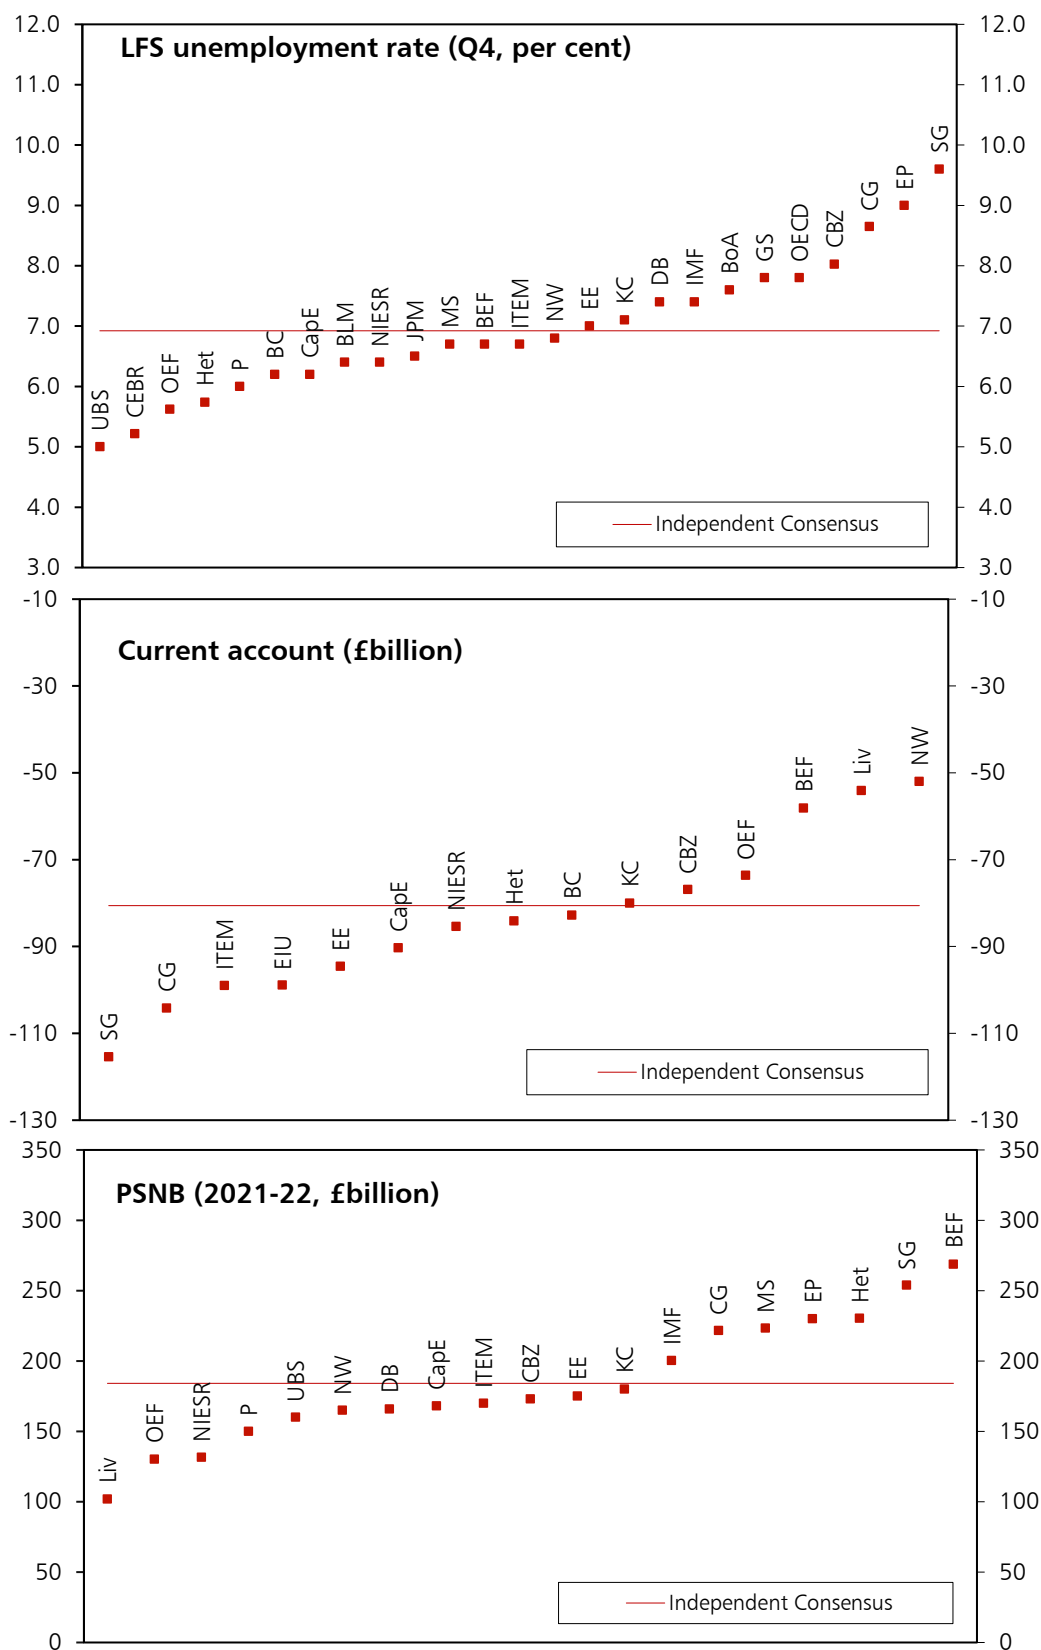 LFS unemployment rate (Q4, per cent)
12.0 12.0
11.0 11.0
10.0 10.0
9.0 9.0
8.0 8.0
7.0 7.0
6.0 6.0
5.0 5.0
4.0 4.0
3.0 3.0
UBS
CEBR
OEF
Het
P
BC
CapE
BLM
NIESR
JPM
MS
BEF
ITEM
NW
EE
KC
DB
IMF
BoA
GS
OECD
CBZ
CG
EP
SG
Independent Consensus
Current account (£billion)
-10 -10
-30 -30
-50 -50
-70 -70
-90 -90
-110 -110
-130 -130
SG
CG
ITEM
EIU
EE
CapE
NIESR
Het
BC
KC
CBZ
OEF
BEF
Liv
NW
Independent Consensus
PSNB (2021-22, £billion)
350 350
300 300
250 250
200 200
150 150
100 100
50 50
0 0
Liv
OEF
NIESR
P
UBS
NW
DB
CapE
ITEM
CBZ
EE
KC
IMF
CG
MS
EP
Het
SG
BEF
Independent Consensus